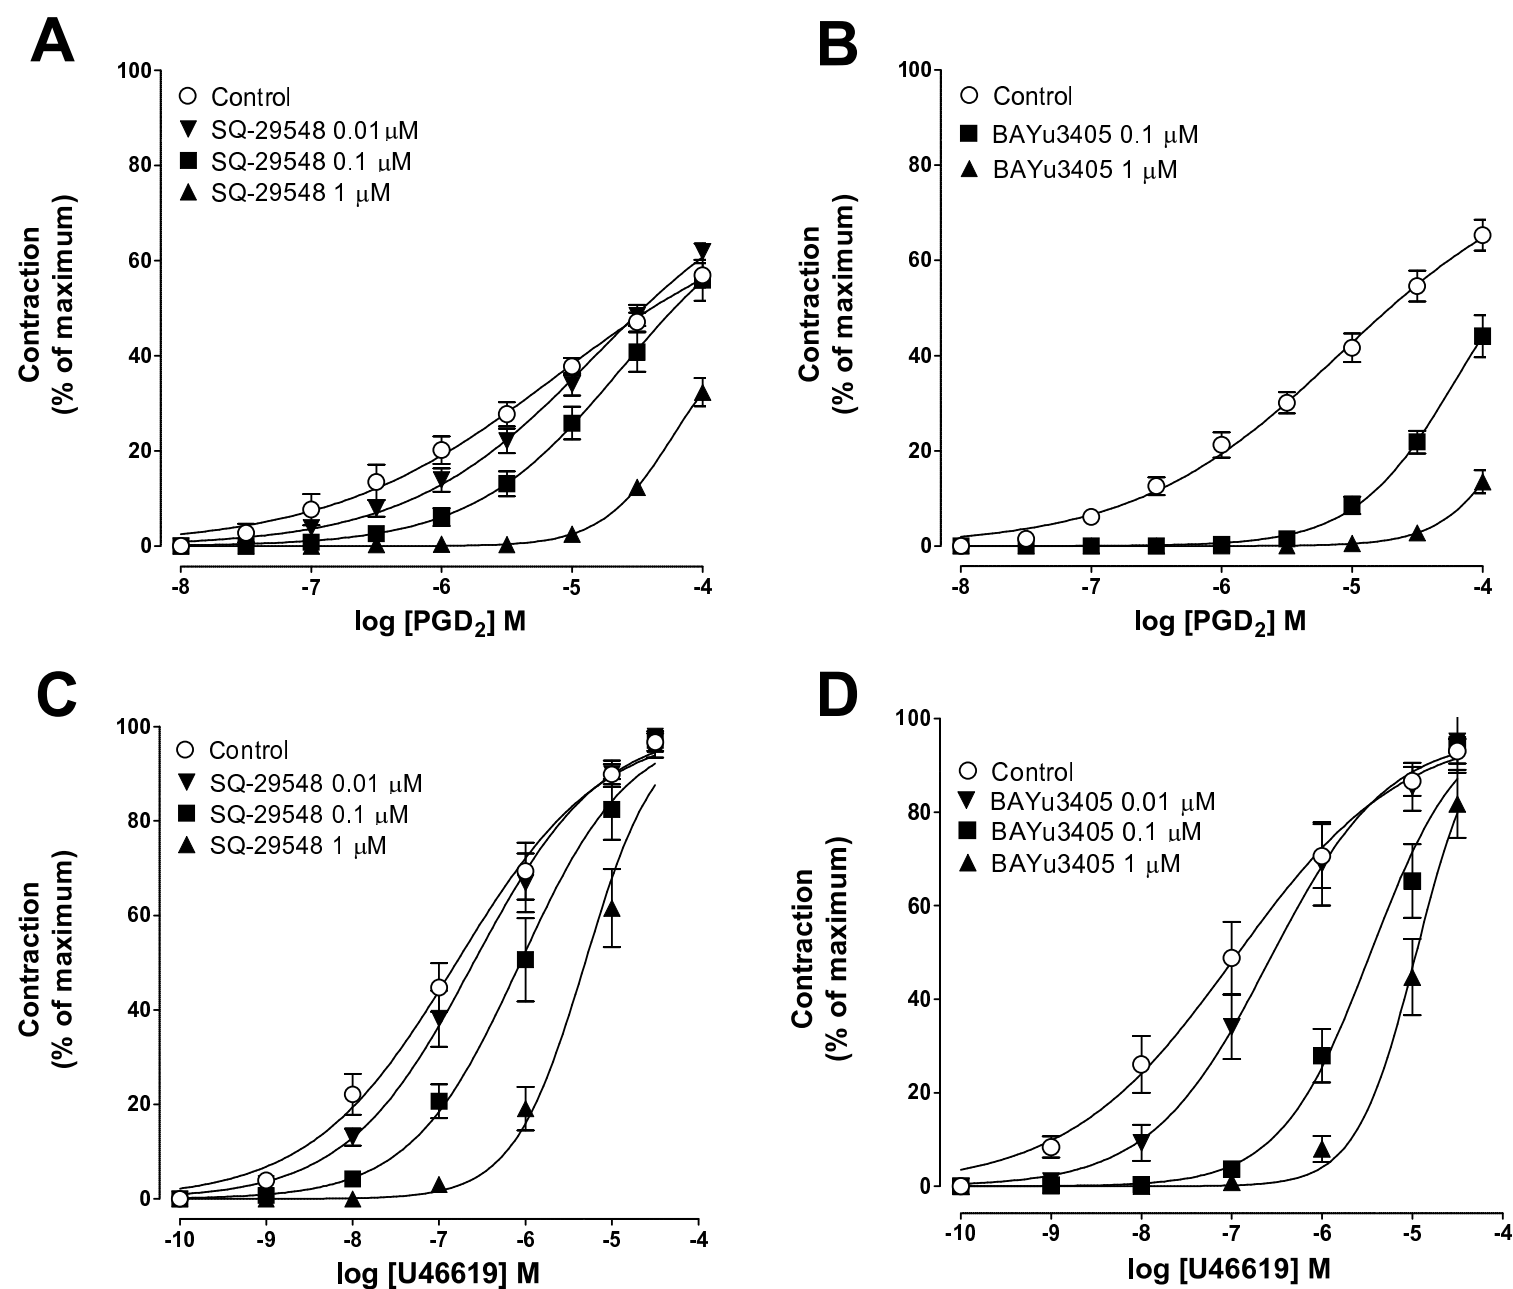 A
100
80
60
40
20
0
Contraction
(% of maximum)
Control
SQ-29548 0.01 μM
SQ-29548 0.1 μM
SQ-29548 1 μM
-8 -7 -6 -5 -4
log [PGD2] M
B
100
80
60
40
20
0
Contraction
(% of maximum)
Control
BAYu3405 0.1 μM
BAYu3405 1 μM
-8 -7 -6 -5 -4
log [PGD2] M
C
100
80
60
40
20
0
Contraction
(% of maximum)
Control
SQ-29548 0.01 μM
SQ-29548 0.1 μM
SQ-29548 1 μM
-10 -9 -8 -7 -6 -5 -4
log [U46619] M
D
100
80
60
40
20
0
Contraction
(% of maximum)
Control
BAYu3405 0.01 μM
BAYu3405 0.1 μM
BAYu3405 1 μM
-10 -9 -8 -7 -6 -5 -4
log [U46619] M